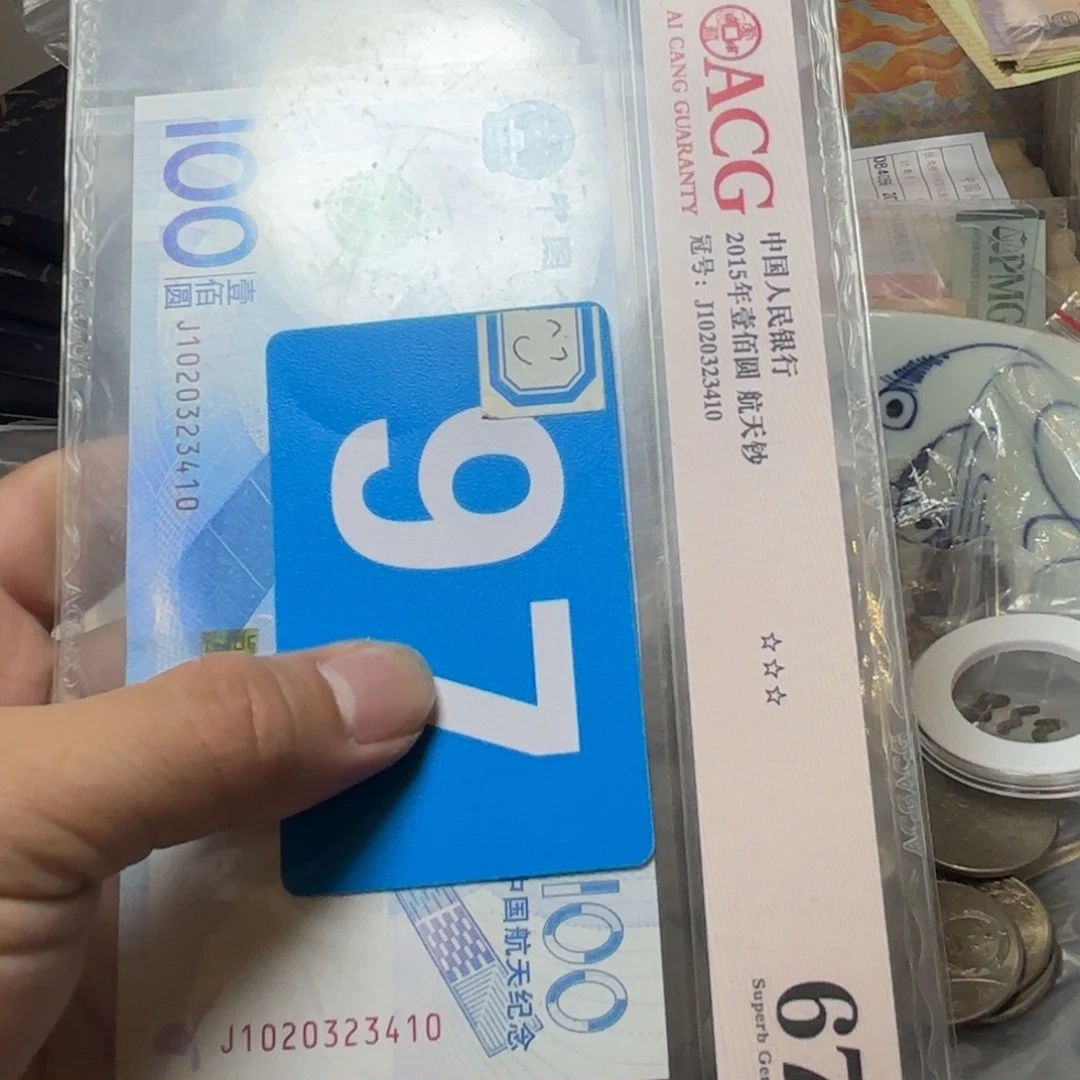 ACG
AI CANG GUARANTY
中国人民银行
2015年壹佰圆 航天钞
冠号：J1020323410
☆☆☆
67
Superb Ge
100
壹佰
圆
J1020323410
中国
97
100
中国航天纪念
J1020323410
PMG
08405